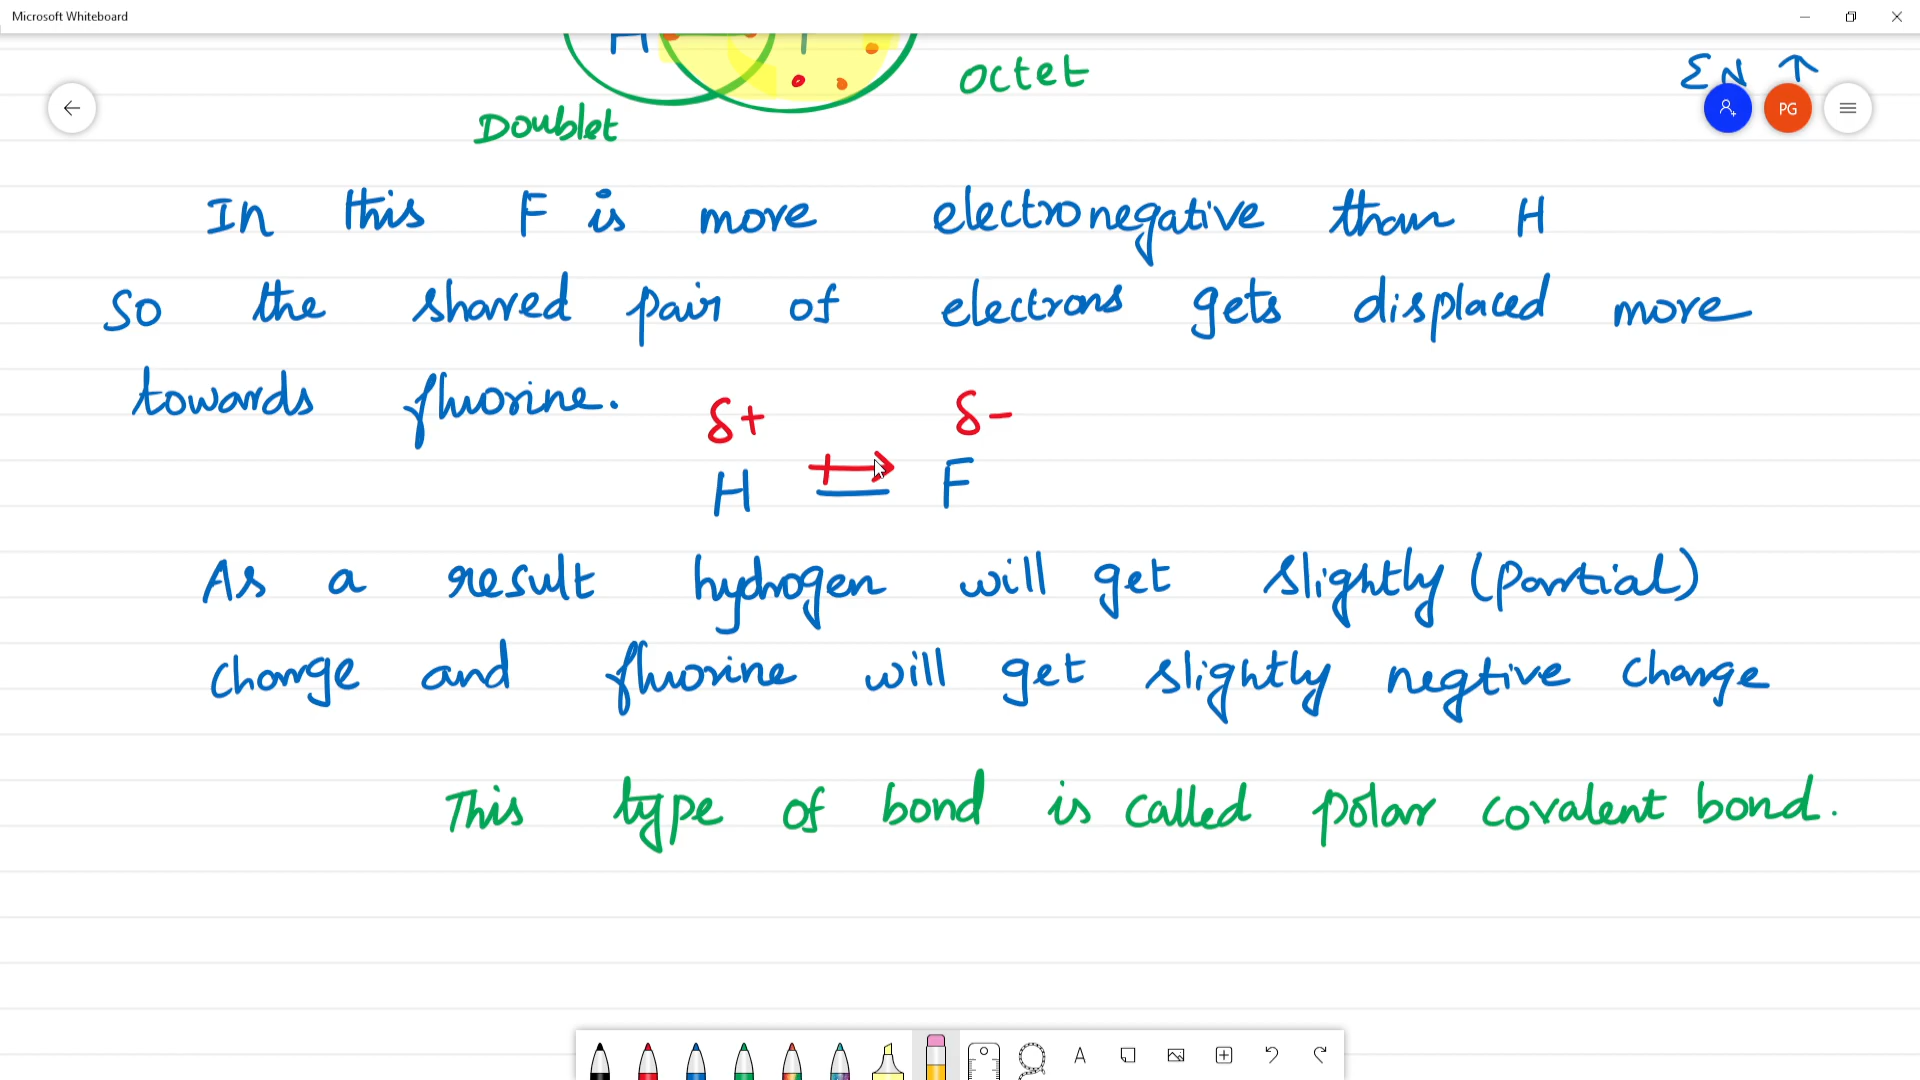 Microsoft Whiteboard
H
octet
EN ↑
Doublet
PG
In this F is more electronegative than H
So the shared pair of electrons gets displaced more
towards fluorine.
δ+ δ-
H F
As a result hydrogen will get slightly (partial)
charge and fluorine will get slightly negtive charge
This type of bond is called polar covalent bond.
A